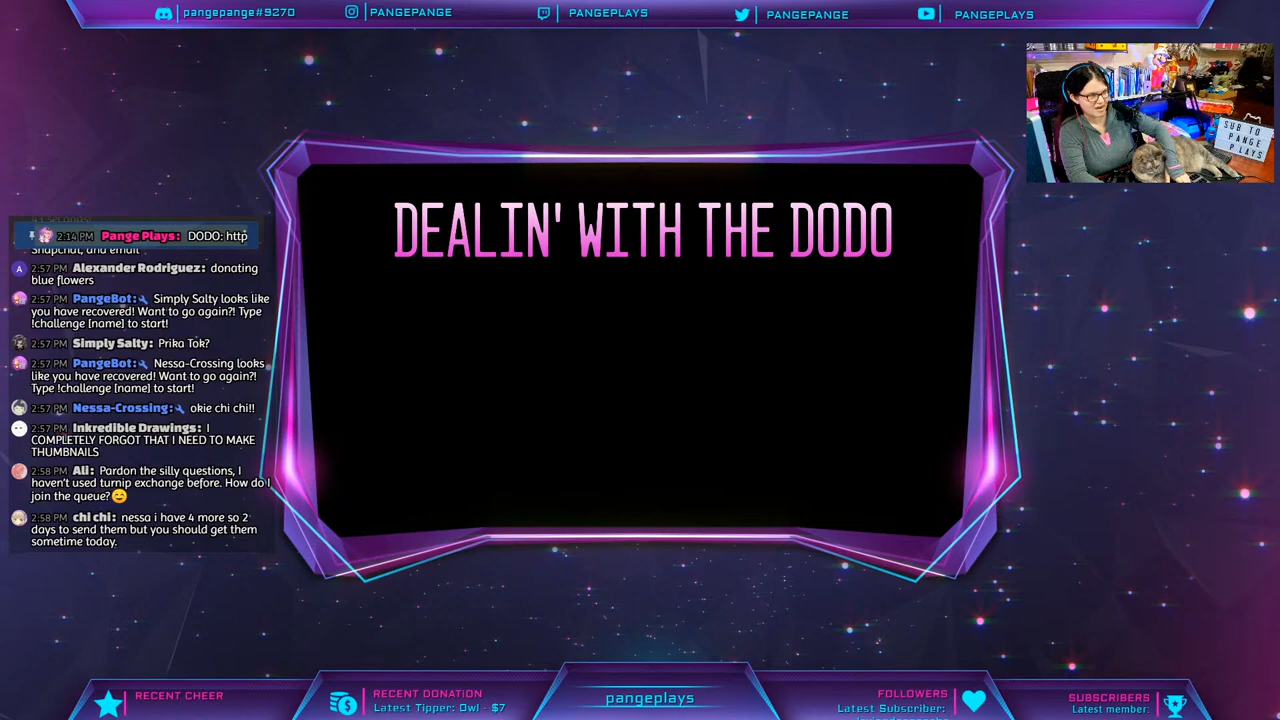 pangepange#9270
PANGEPANGE
PANGEPLAYS
PANGEPANGE
PANGEPLAYS
SUB TO
PANGE
PLAYS
DEALIN' WITH THE DODO
2:14 PM Pange Plays: DODO: http
Snapchat, and email
2:57 PM Alexander Rodriguez: donating
blue flowers
2:57 PM PangeBot: Simply Salty looks like
you have recovered! Want to go again?! Type
!challenge [name] to start!
2:57 PM Simply Salty: Prika Tok?
2:57 PM PangeBot: Nessa-Crossing looks
like you have recovered! Want to go again?!
Type !challenge [name] to start!
2:57 PM Nessa-Crossing: okie chi chi!!
2:57 PM Inkredible Drawings: I
COMPLETELY FORGOT THAT I NEED TO MAKE
THUMBNAILS
2:58 PM Ali: Pardon the silly questions, I
haven't used turnip exchange before. How do I
join the queue?😊
2:58 PM chi chi: nessa i have 4 more so 2
days to send them but you should get them
sometime today.
RECENT CHEER
RECENT DONATION
Latest Tipper: Owl - $7
pangeplays
FOLLOWERS
Latest Subscriber:
SUBSCRIBERS
Latest member: